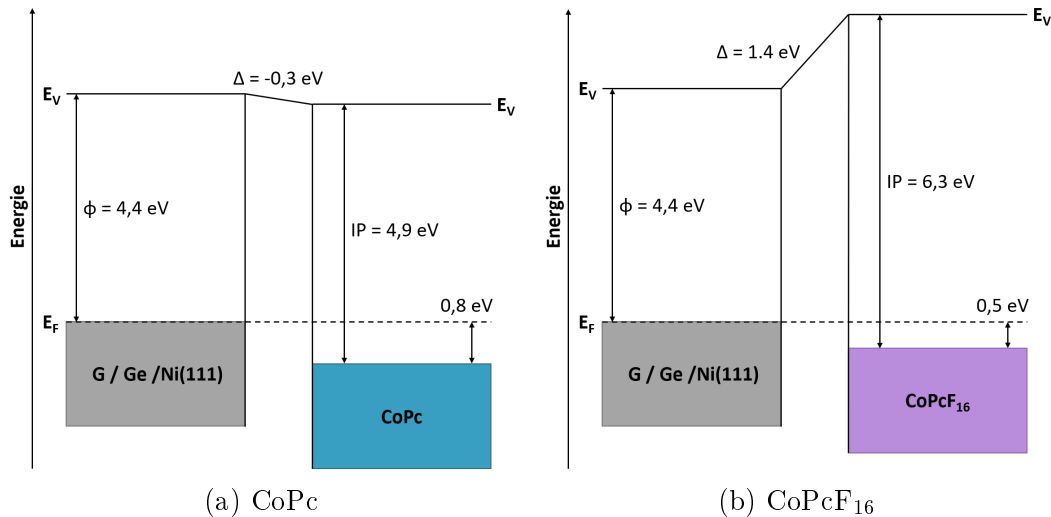 Δ = -0,3 eV
E_V
E_V
Energie
ϕ = 4,4 eV
IP = 4,9 eV
0,8 eV
E_F
G / Ge /Ni(111)
CoPc
(a) CoPc
E_V
Δ = 1.4 eV
E_V
Energie
ϕ = 4,4 eV
IP = 6,3 eV
0,5 eV
E_F
G / Ge /Ni(111)
CoPcF₁₆
(b) CoPcF₁₆